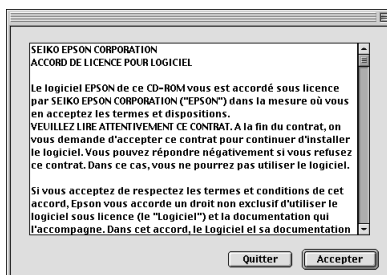 SEIKO EPSON CORPORATION
ACCORD DE LICENCE POUR LOGICIEL
Le logiciel EPSON de ce CD-ROM vous est accordé sous licence
par SEIKO EPSON CORPORATION ("EPSON") dans la mesure où vous
en acceptez les termes et dispositions.
VEUILLEZ LIRE ATTENTIVEMENT CE CONTRAT. A la fin du contrat, on
vous demande d'accepter ce contrat pour continuer d'installer
le logiciel. Vous pouvez répondre négativement si vous refusez
ce contrat. Dans ce cas, vous ne pourrez pas utiliser le logiciel.
Si vous acceptez de respectez les termes et conditions de cet
accord, Epson vous accorde un droit non exclusif d'utiliser le
logiciel sous licence (le "Logiciel") et la documentation qui
l'accompagne. Dans cet accord, le Logiciel et sa documentation
Quitter Accepter